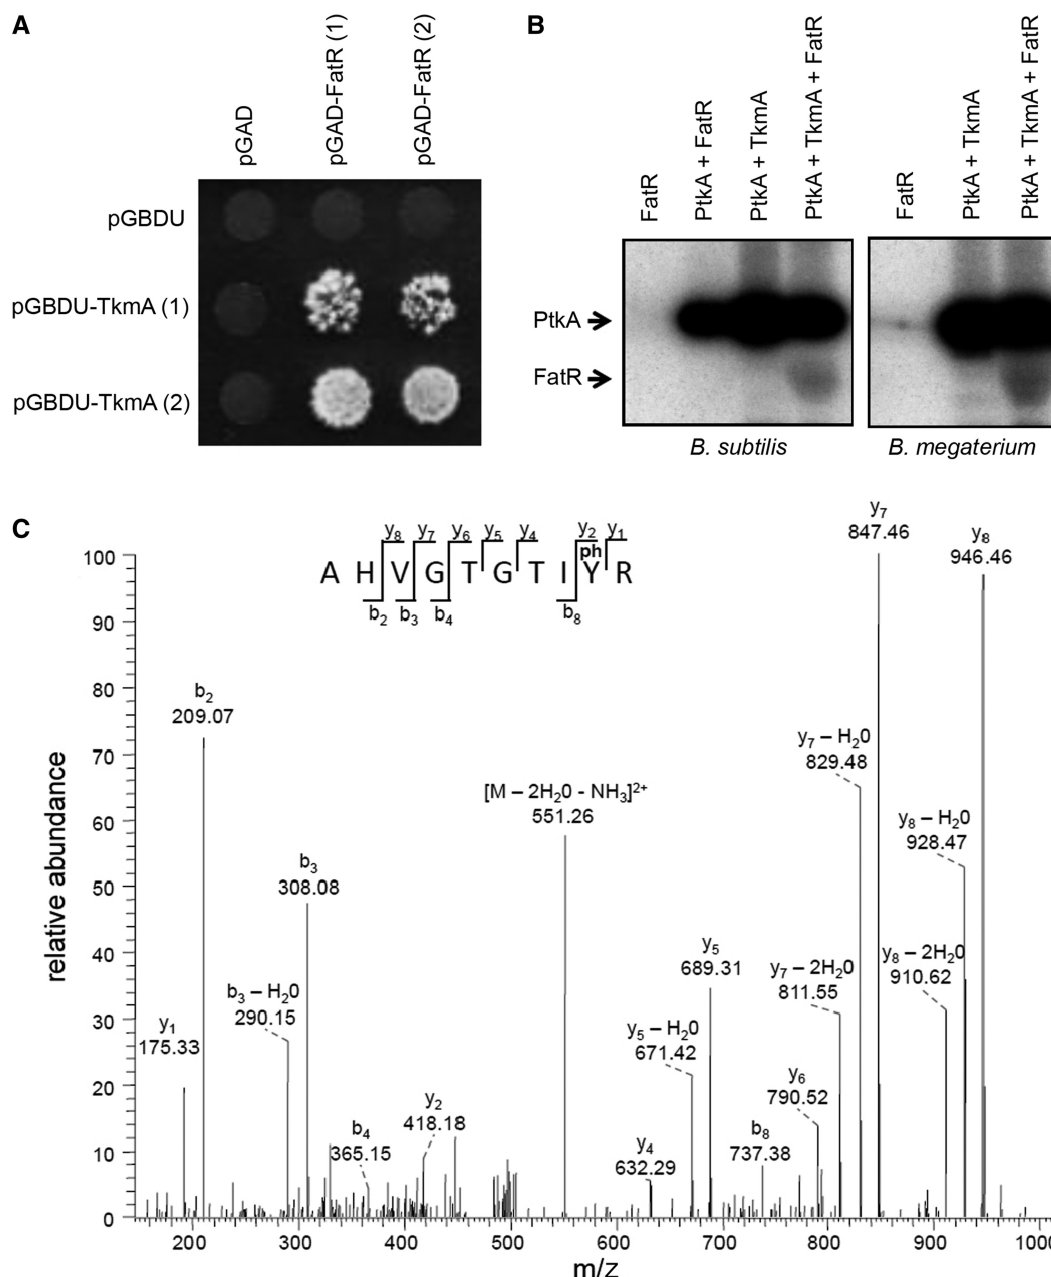 A
pGAD
pGAD-FatR (1)
pGAD-FatR (2)
pGBDU
pGBDU-TkmA (1)
pGBDU-TkmA (2)
B
FatR
PtkA + FatR
PtkA + TkmA
PtkA + TkmA + FatR
FatR
PtkA + TkmA
PtkA + TkmA + FatR
PtkA
FatR
B. subtilis
B. megaterium
C
y8 y7 y6 y5 y4 y2 y1
ph
A H V G T G T I Y R
b2 b3 b4 b8
relative abundance
100
90
80
70
60
50
40
30
20
10
0
y1
175.33
b2
209.07
b3 – H20
290.15
b3
308.08
b4
365.15
y2
418.18
[M – 2H20 - NH3]2+
551.26
y4
632.29
y5 – H20
671.42
y5
689.31
b8
737.38
y6
790.52
y7 – 2H20
811.55
y7 – H20
829.48
y7
847.46
y8 – 2H20
910.62
y8 – H20
928.47
y8
946.46
200 300 400 500 600 700 800 900 1000
m/z